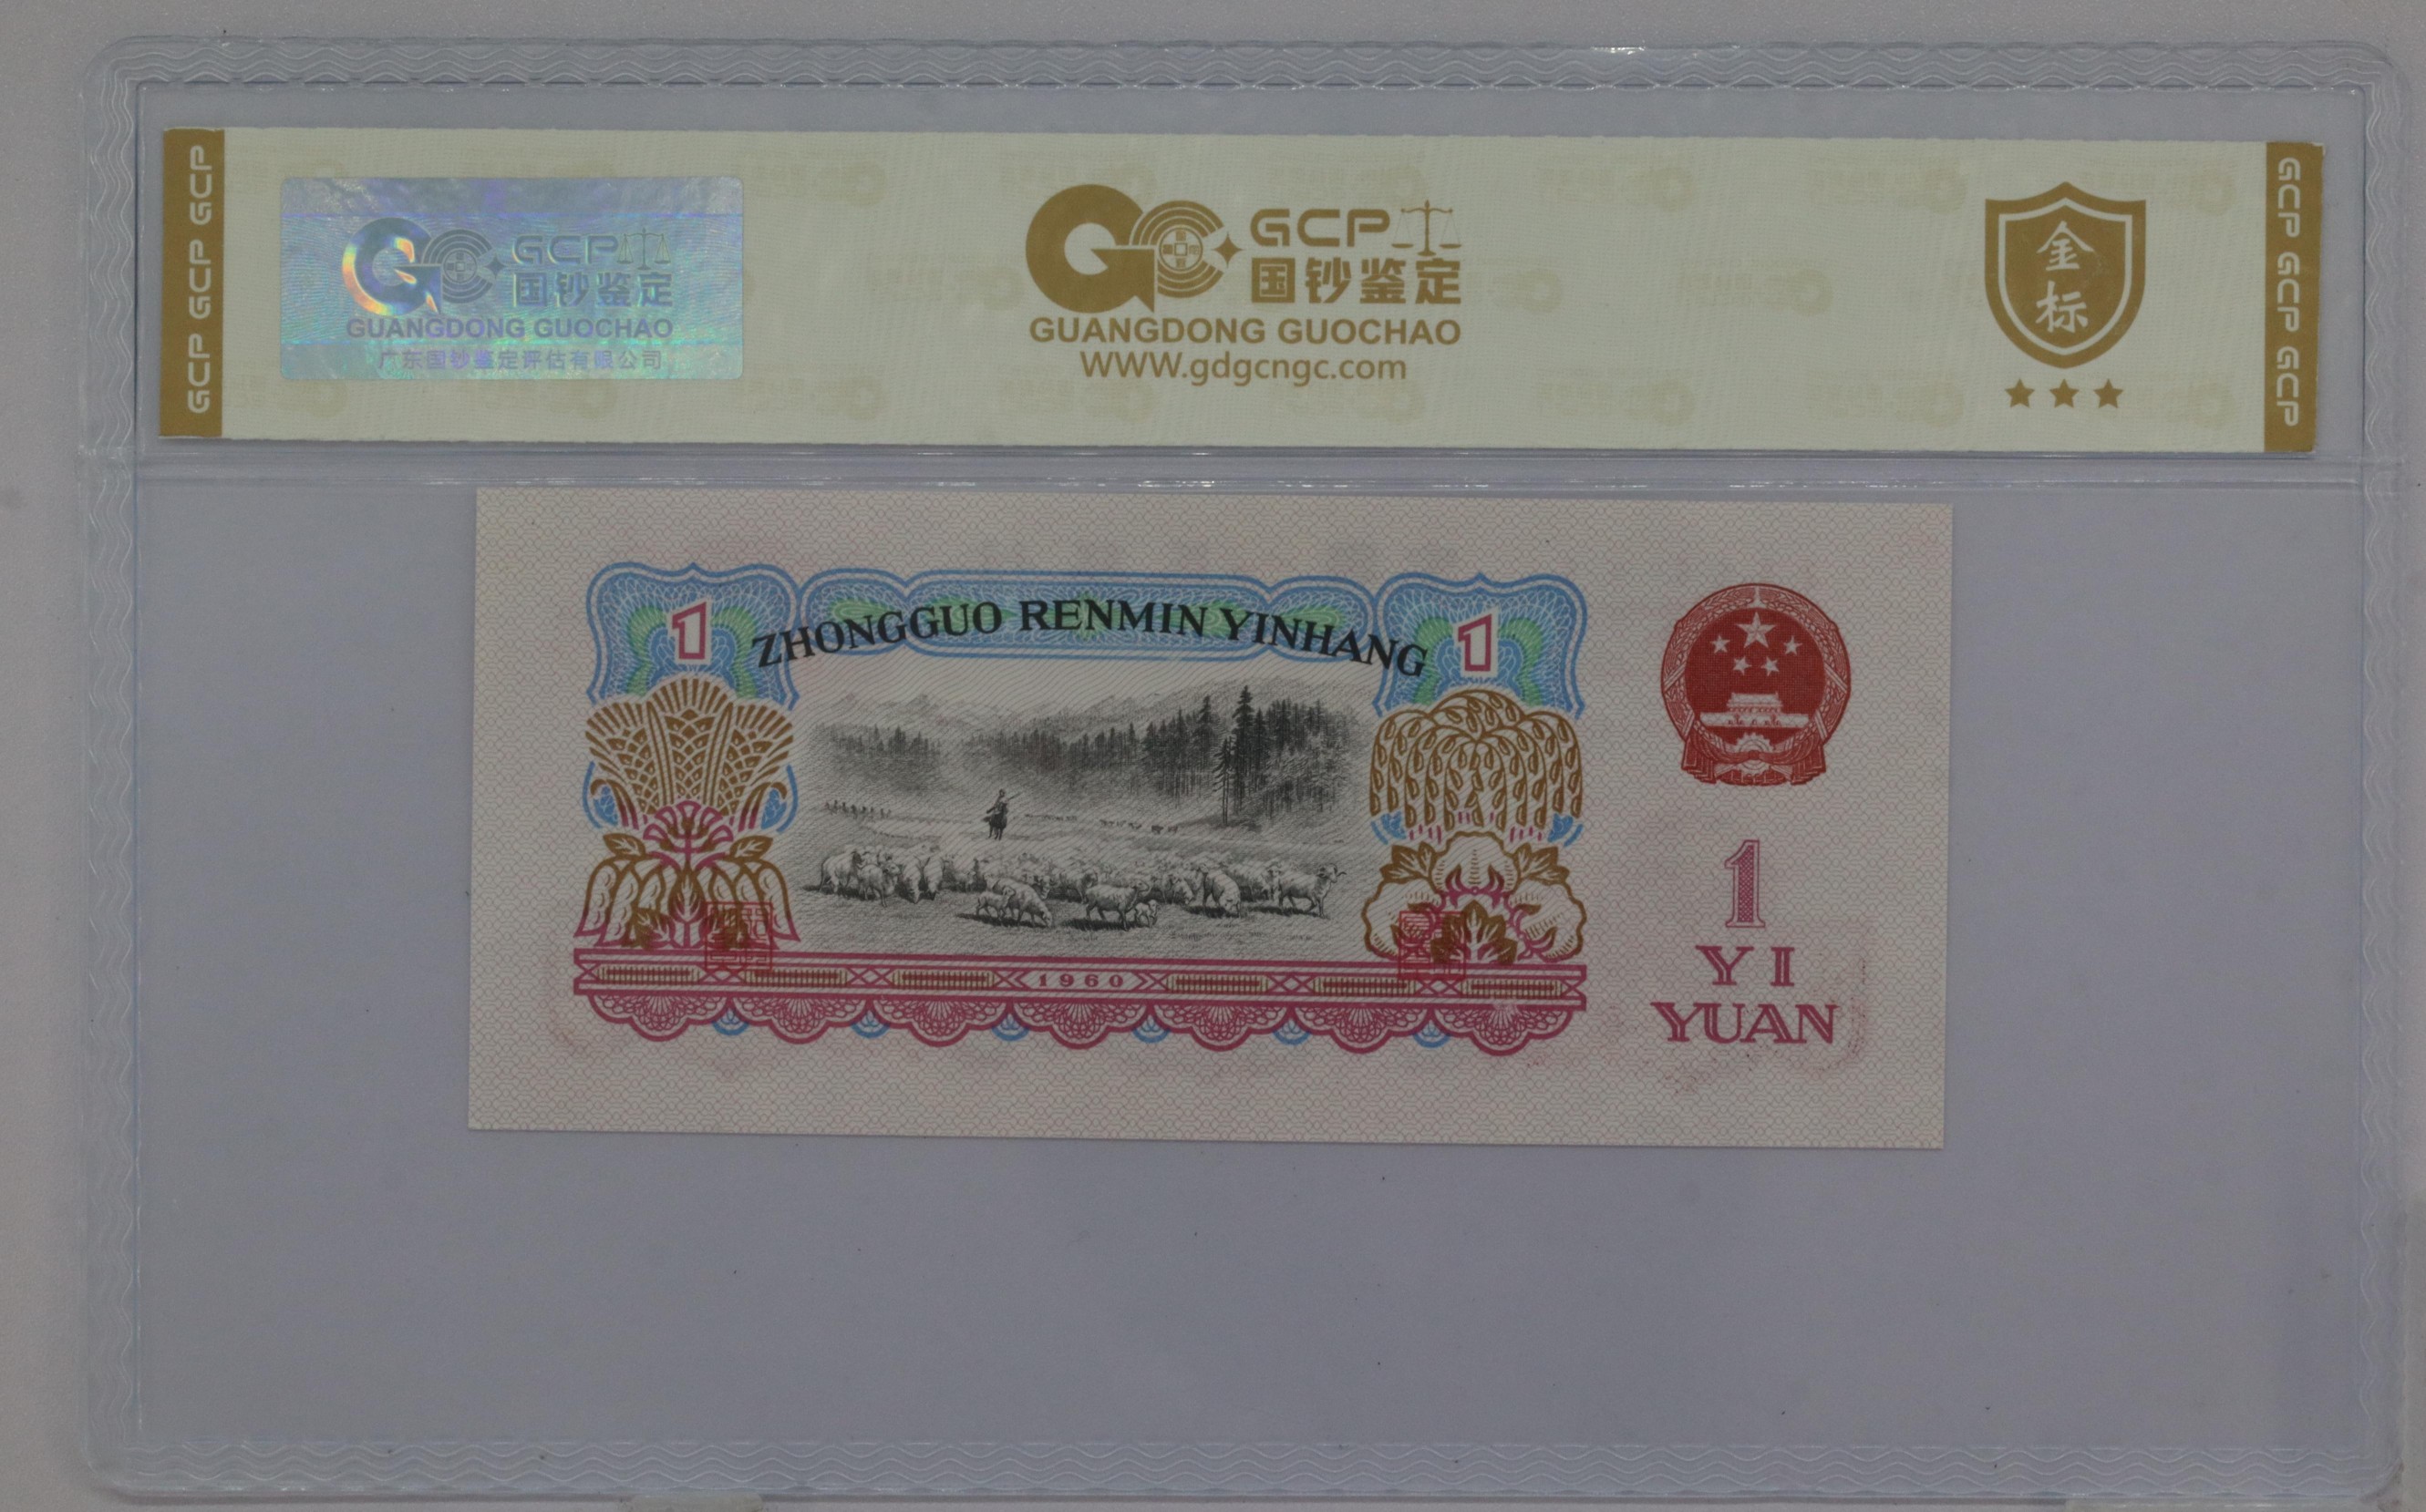 GCP GCP GCP
GCP
国钞鉴定
GUANGDONG GUOCHAO
广东国钞鉴定评估有限公司
GCP
国钞鉴定
GUANGDONG GUOCHAO
WWW.gdgcngc.com
金
标
GCP GCP GCP
1
ZHONGGUO RENMIN YINHANG
1
1960
1
YI
YUAN